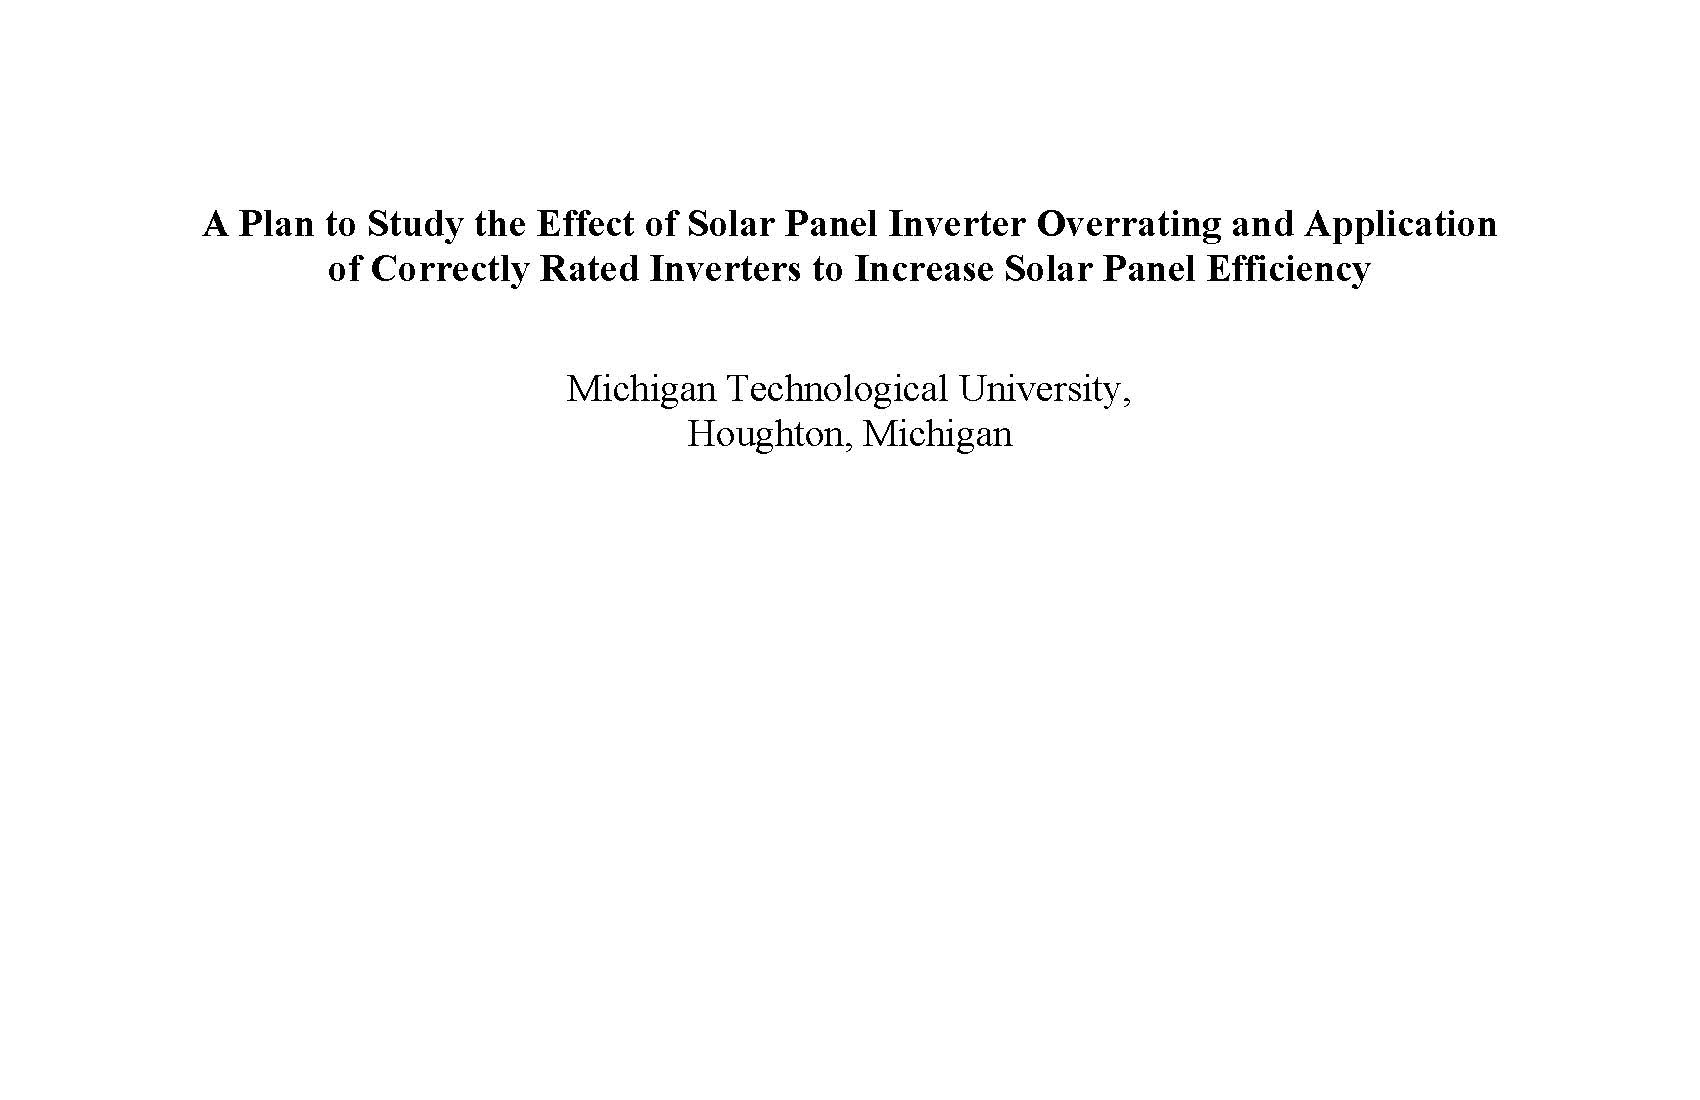 A Plan to Study the Effect of Solar Panel Inverter Overrating and Application
of Correctly Rated Inverters to Increase Solar Panel Efficiency
Michigan Technological University,
Houghton, Michigan